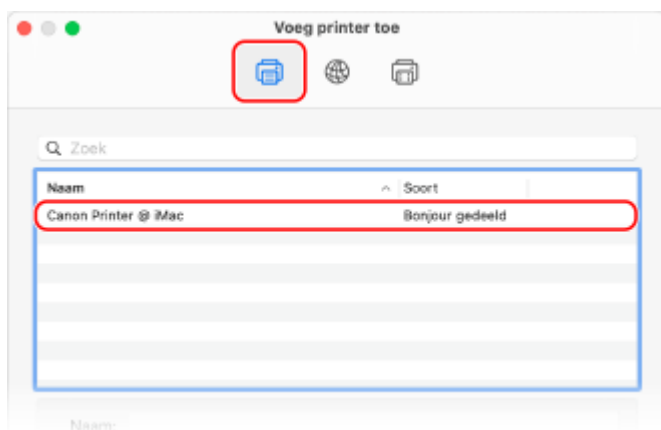 Voeg printer toe
Zoek
Naam Soort
Canon Printer @ iMac Bonjour gedeeld
Naam: